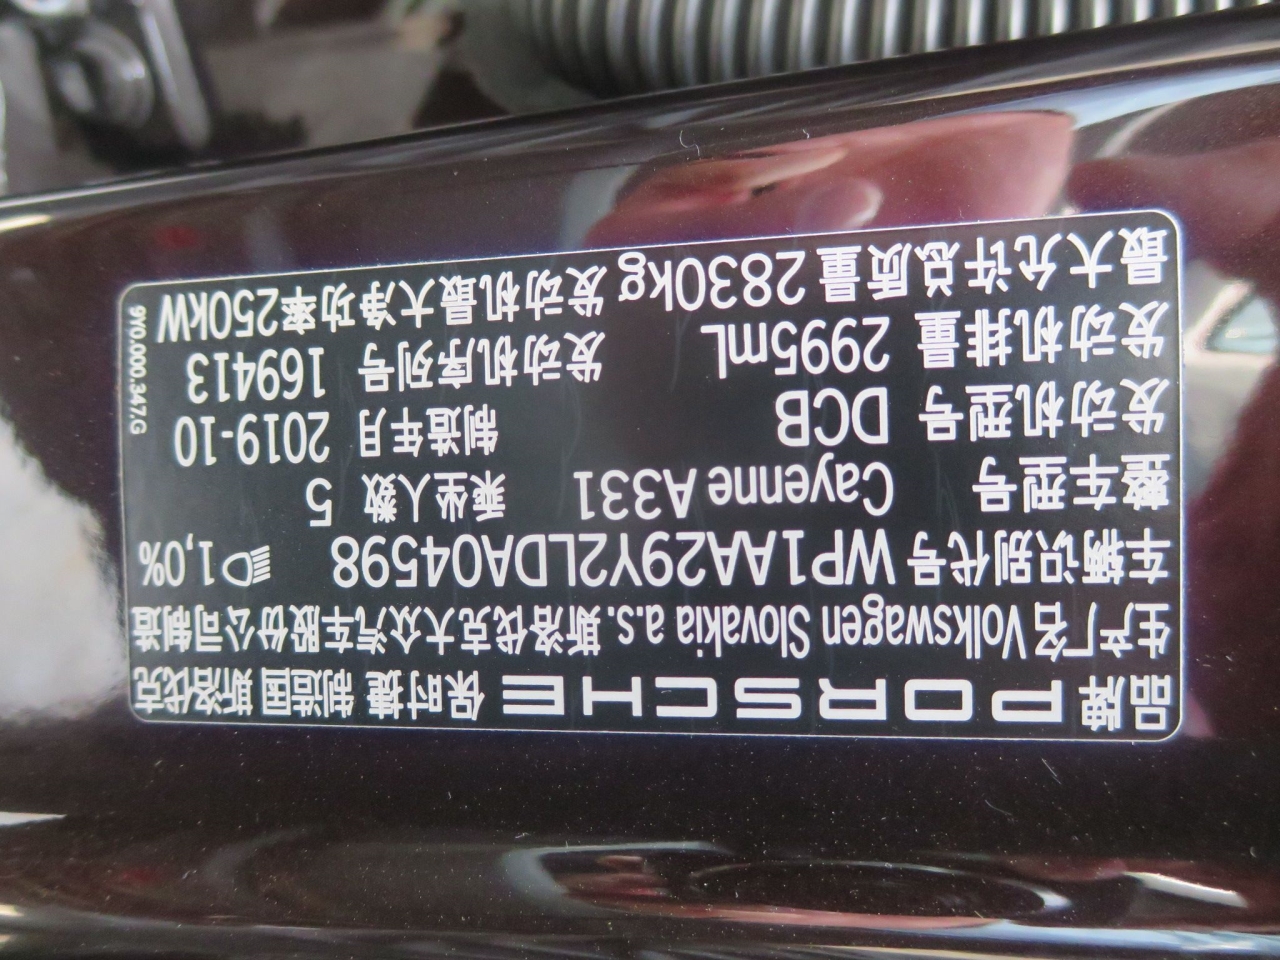 品牌 PORSCHE 保时捷 制造国 斯洛伐克
生产厂名 Volkswagen Slovakia a.s. 斯洛伐克大众汽车股份公司制造
车辆识别代号 WP1AA29Y2LDA04598 1,0%
整车型号 Cayenne A331 乘坐人数 5
发动机型号 DCB 制造年月 2019-10
发动机排量 2995mL 发动机序列号 169413
最大允许总质量 2830kg 发动机最大净功率 250kW
9Y0.000.347.G